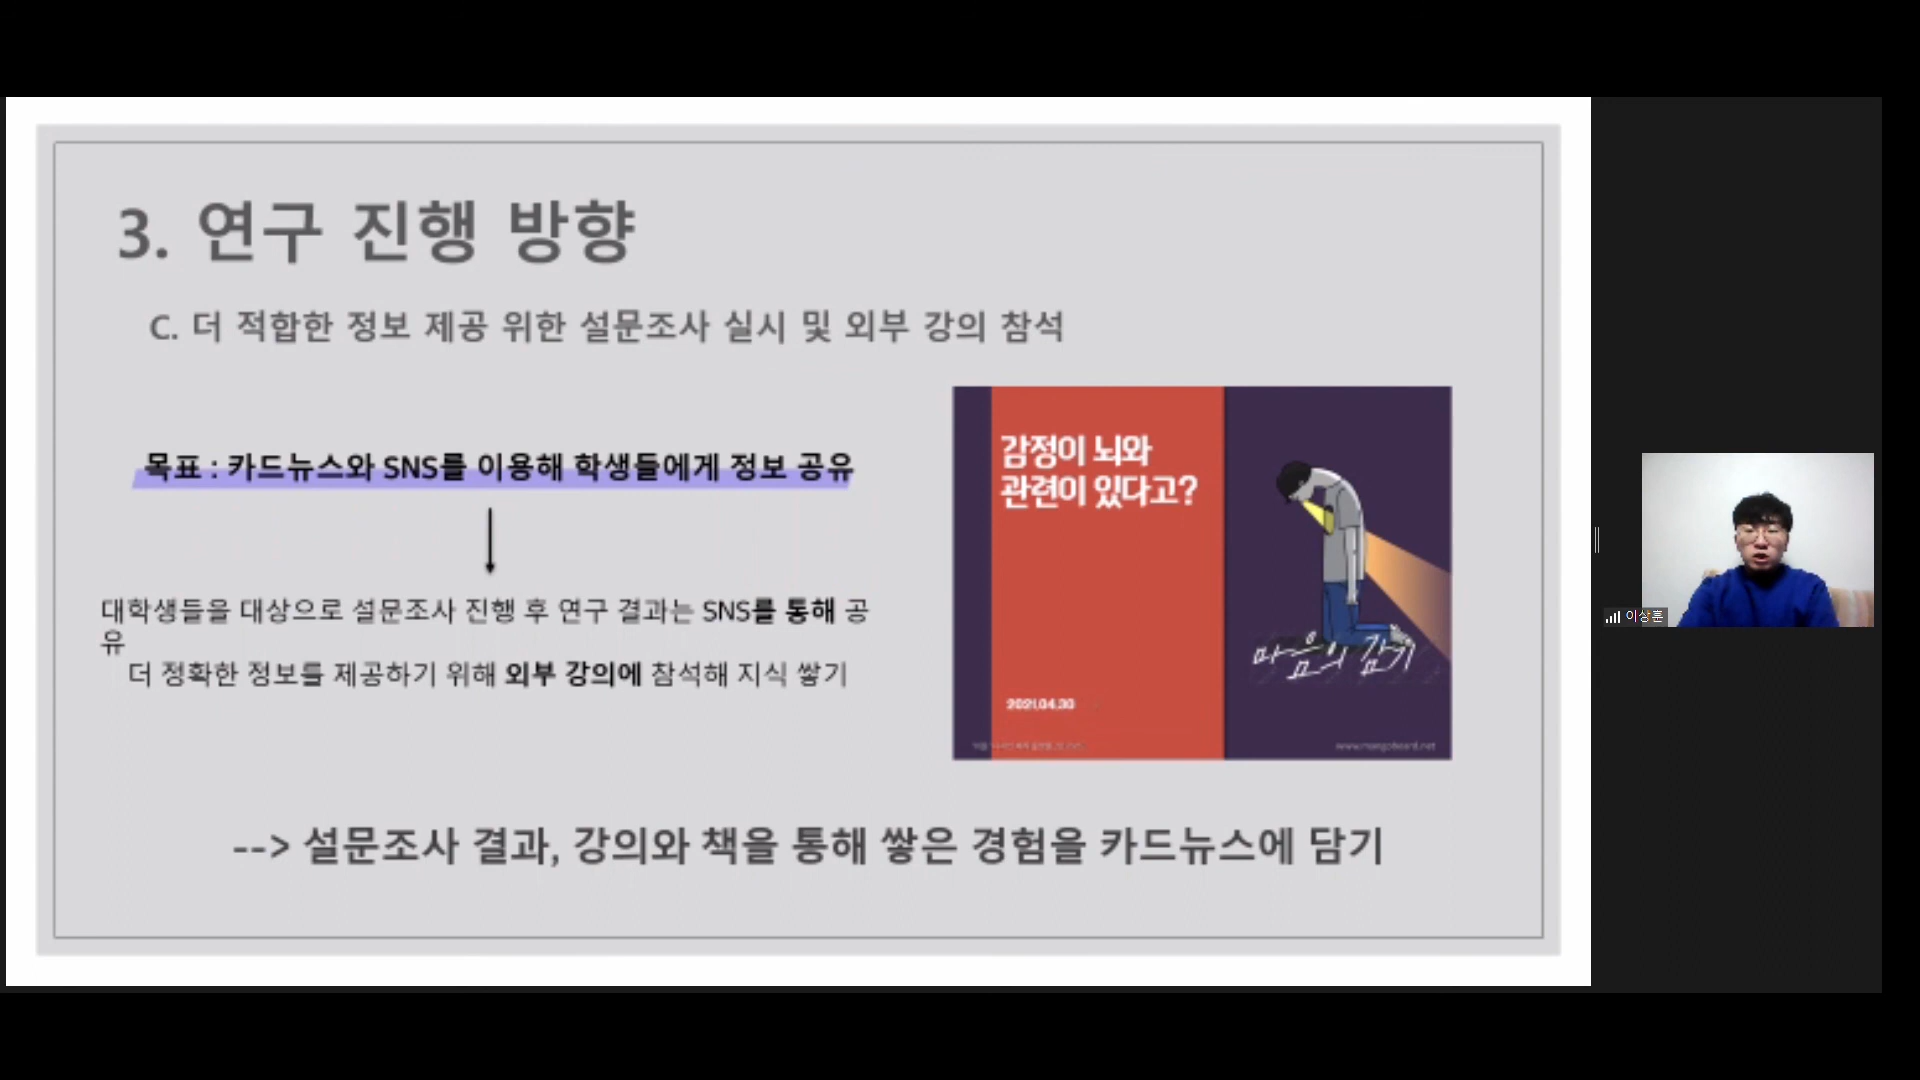 3. 연구 진행 방향
C. 더 적합한 정보 제공 위한 설문조사 실시 및 외부 강의 참석
목표 : 카드뉴스와 SNS를 이용해 학생들에게 정보 공유
대학생들을 대상으로 설문조사 진행 후 연구 결과는 SNS를 통해 공
유
더 정확한 정보를 제공하기 위해 외부 강의에 참석해 지식 쌓기
감정이 뇌와
관련이 있다고?
마음의 감기
2021.04.30
www.mangoboard.net
--> 설문조사 결과, 강의와 책을 통해 쌓은 경험을 카드뉴스에 담기
이상훈